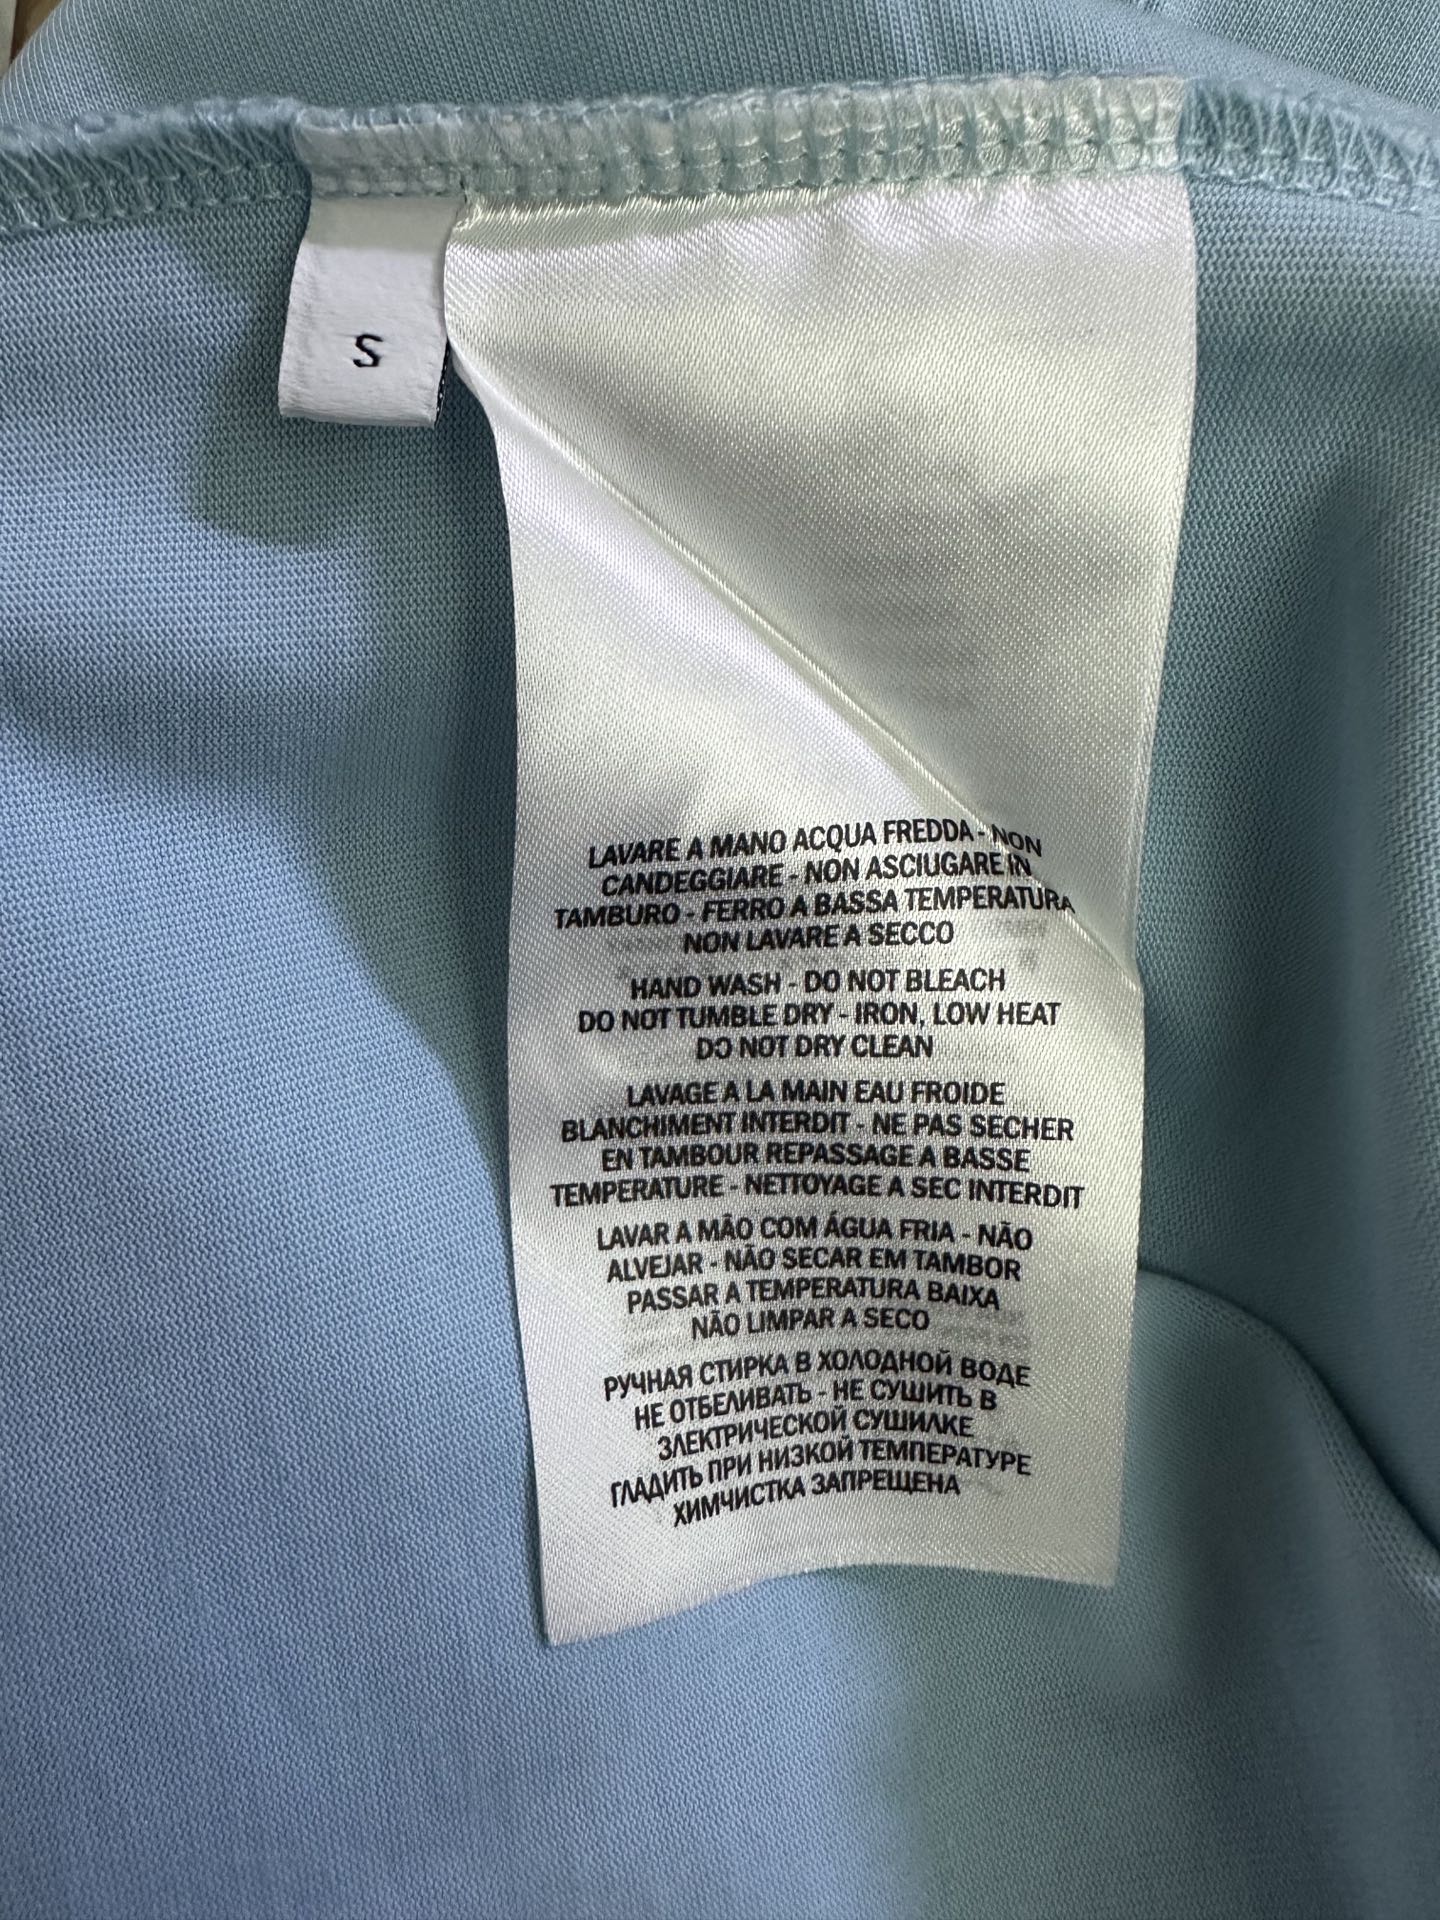 S
LAVARE A MANO ACQUA FREDDA - NON
CANDEGGIARE - NON ASCIUGARE IN
TAMBURO - FERRO A BASSA TEMPERATURA
NON LAVARE A SECCO
HAND WASH - DO NOT BLEACH
DO NOT TUMBLE DRY - IRON, LOW HEAT
DO NOT DRY CLEAN
LAVAGE A LA MAIN EAU FROIDE
BLANCHIMENT INTERDIT - NE PAS SECHER
EN TAMBOUR REPASSAGE A BASSE
TEMPERATURE - NETTOYAGE A SEC INTERDIT
LAVAR A MÃO COM ÁGUA FRIA - NÃO
ALVEJAR - NÃO SECAR EM TAMBOR
PASSAR A TEMPERATURA BAIXA
NÃO LIMPAR A SECO
РУЧНАЯ СТИРКА В ХОЛОДНОЙ ВОДЕ
НЕ ОТБЕЛИВАТЬ - НЕ СУШИТЬ В
ЭЛЕКТРИЧЕСКОЙ СУШИЛКЕ
ГЛАДИТЬ ПРИ НИЗКОЙ ТЕМПЕРАТУРЕ
ХИМЧИСТКА ЗАПРЕЩЕНА